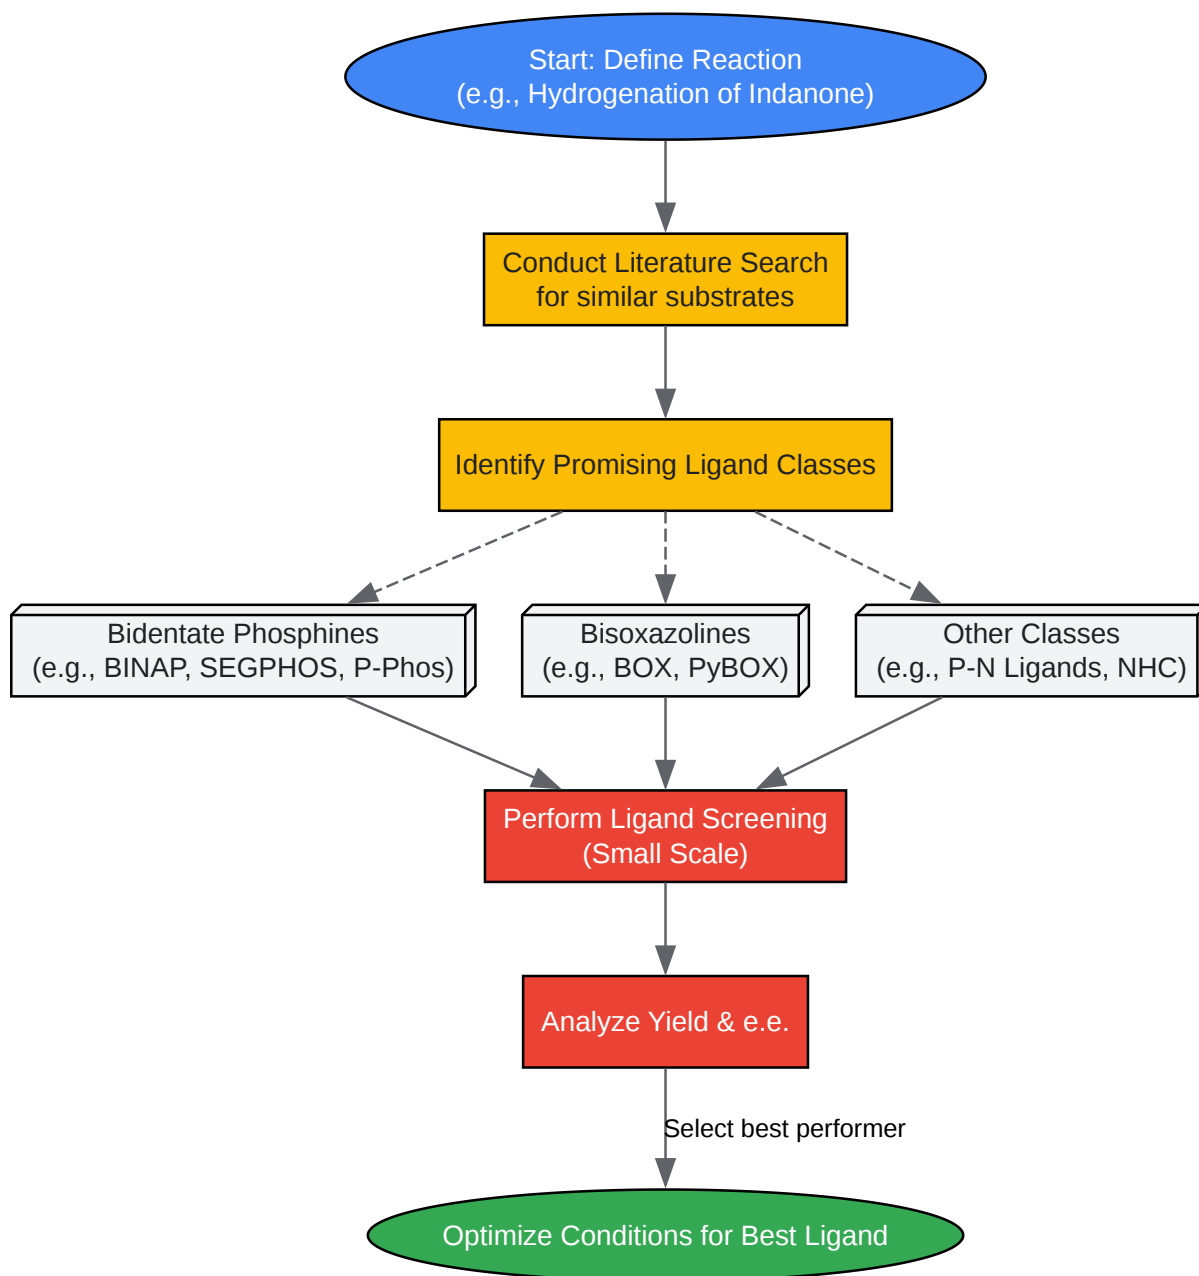 Start: Define Reaction
(e.g., Hydrogenation of Indanone)
Conduct Literature Search
for similar substrates
Identify Promising Ligand Classes
Bidentate Phosphines
(e.g., BINAP, SEGPHOS, P-Phos)
Bisoxazolines
(e.g., BOX, PyBOX)
Other Classes
(e.g., P-N Ligands, NHC)
Perform Ligand Screening
(Small Scale)
Analyze Yield & e.e.
Select best performer
Optimize Conditions for Best Ligand